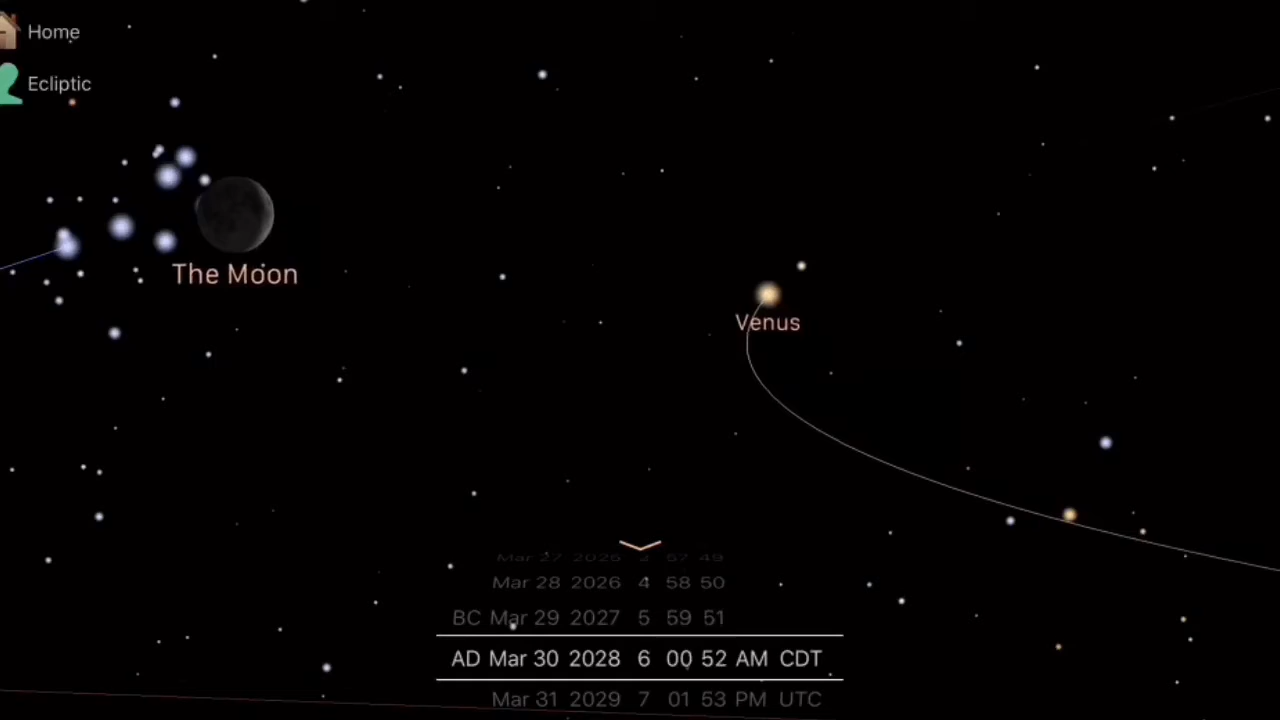 Home
Ecliptic
The Moon
Venus
Mar 28 2026 4 58 50
BC Mar 29 2027 5 59 51
AD Mar 30 2028 6 00 52 AM CDT
Mar 31 2029 7 01 53 PM UTC